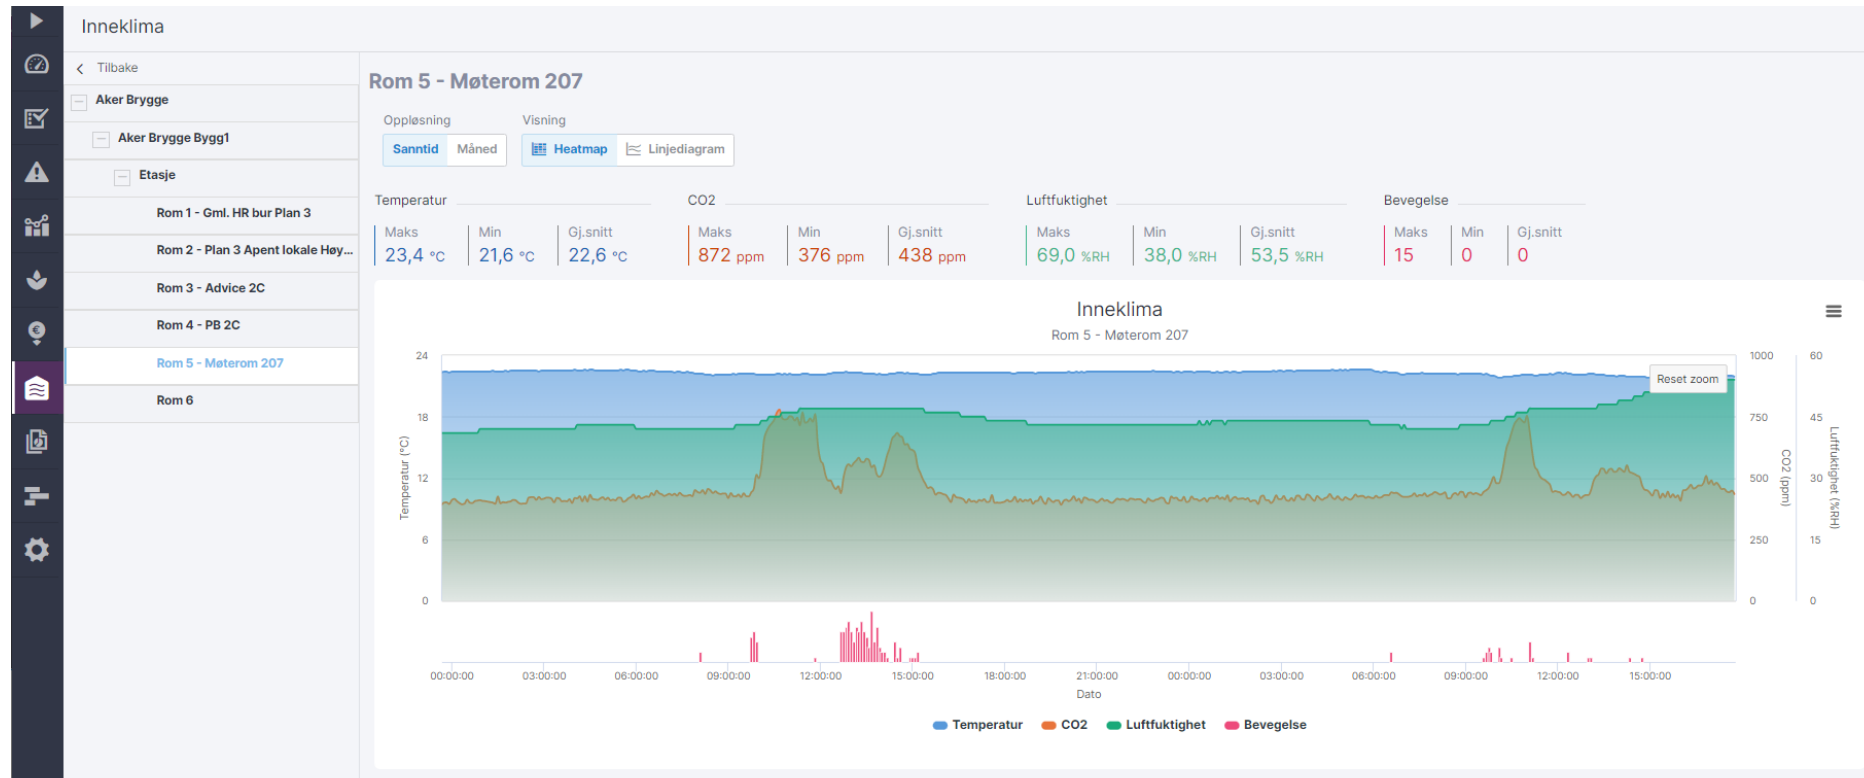 Inneklima
Tilbake
Aker Brygge
Aker Brygge Bygg1
Etasje
Rom 1 - Gml. HR bur Plan 3
Rom 2 - Plan 3 Apent lokale Høy...
Rom 3 - Advice 2C
Rom 4 - PB 2C
Rom 5 - Møterom 207
Rom 6
Rom 5 - Møterom 207
Oppløsning Visning
Sanntid Måned Heatmap Linjediagram
Temperatur CO2 Luftfuktighet Bevegelse
Maks Min Gj.snitt Maks Min Gj.snitt Maks Min Gj.snitt Maks Min Gj.snitt
23,4 °C 21,6 °C 22,6 °C 872 ppm 376 ppm 438 ppm 69,0 %RH 38,0 %RH 53,5 %RH 15 0 0
Inneklima
Rom 5 - Møterom 207
Reset zoom
Temperatur (°C)
24
18
12
6
0
1000
750
500
250
0
CO2 (ppm)
60
45
30
15
0
Luftfuktighet (%RH)
00:00:00 03:00:00 06:00:00 09:00:00 12:00:00 15:00:00 18:00:00 21:00:00 00:00:00 03:00:00 06:00:00 09:00:00 12:00:00 15:00:00
Dato
Temperatur CO2 Luftfuktighet Bevegelse